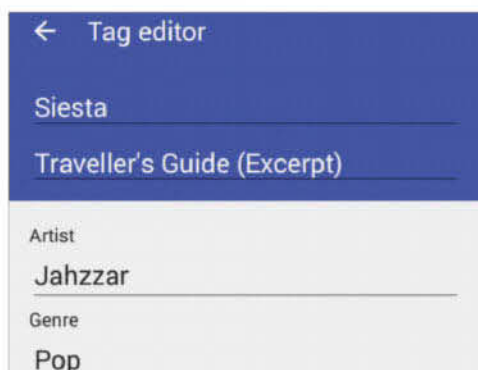 Tag editor
Siesta
Traveller's Guide (Excerpt)
Artist
Jahzzar
Genre
Pop